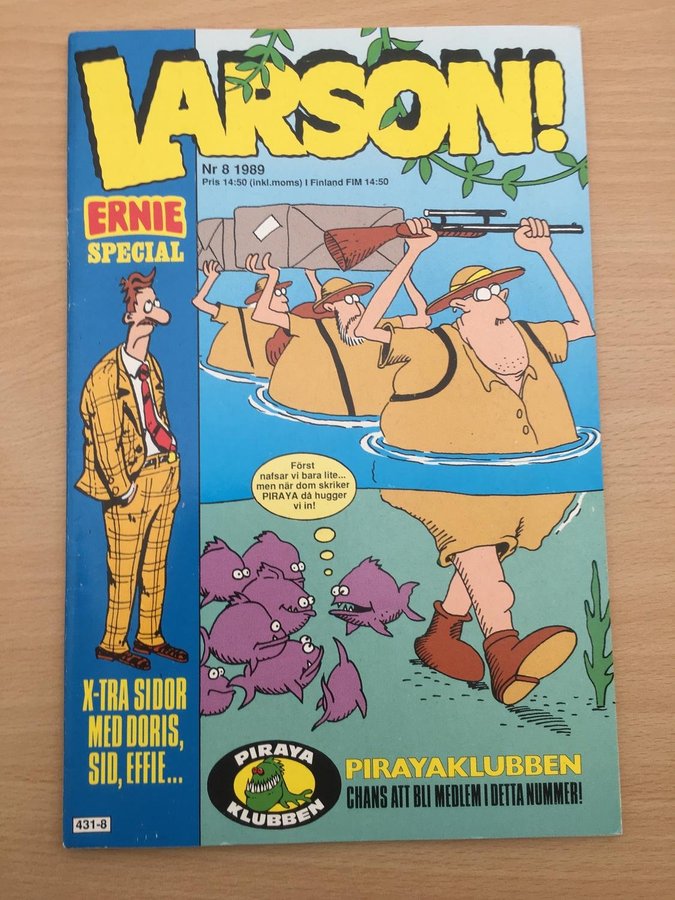 LARSON!
Nr 8 1989
Pris 14:50 (inkl.moms) I Finland FIM 14:50
ERNIE
SPECIAL
Först
nafsar vi bara lite...
men när dom skriker
PIRAYA då hugger
vi in!
X-TRA SIDOR
MED DORIS,
SID, EFFIE...
PIRAYA
KLUBBEN
PIRAYAKLUBBEN
CHANS ATT BLI MEDLEM I DETTA NUMMER!
431-8